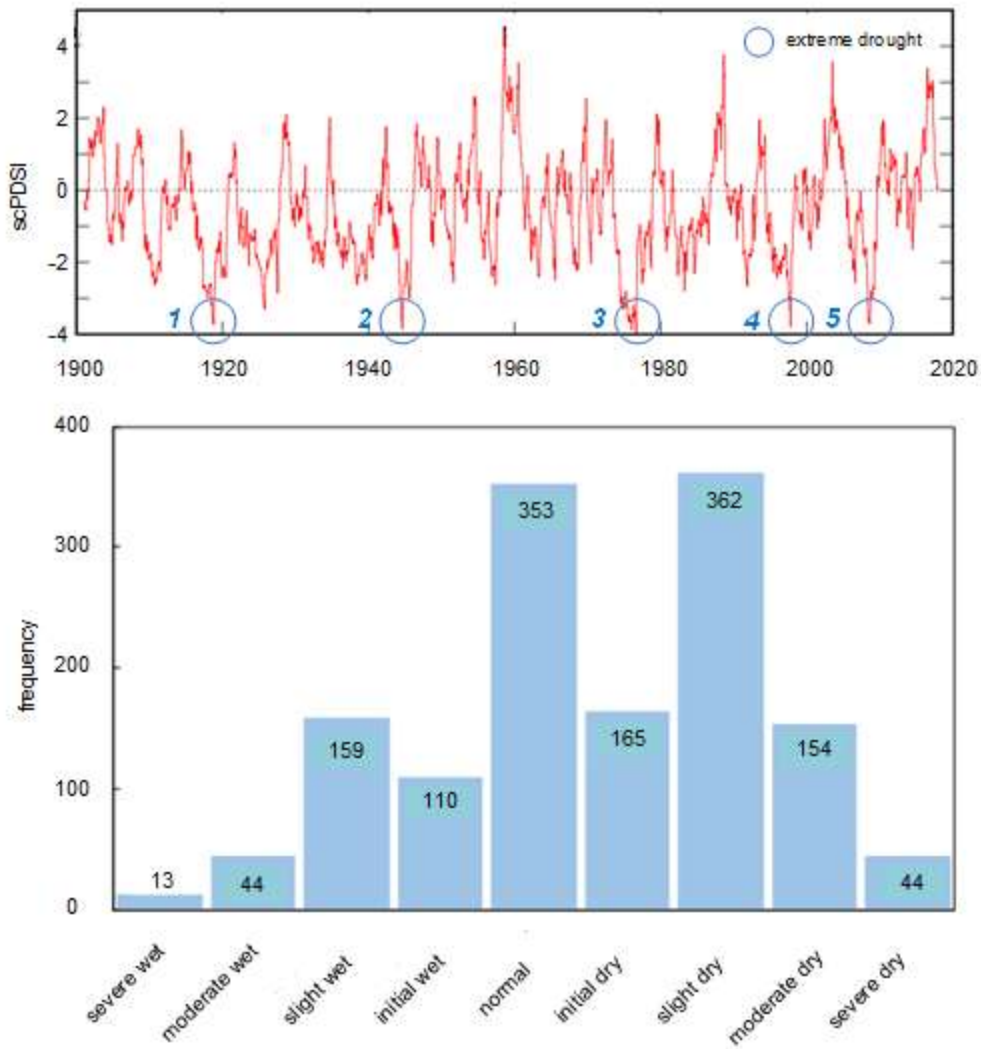 extreme drought
scPDSI
4
2
0
-2
-4
1
2
3
4
5
1900 1920 1940 1960 1980 2000 2020
frequency
400
300
200
100
0
13
44
159
110
353
165
362
154
44
severe wet
moderate wet
slight wet
initial wet
normal
initial dry
slight dry
moderate dry
severe dry